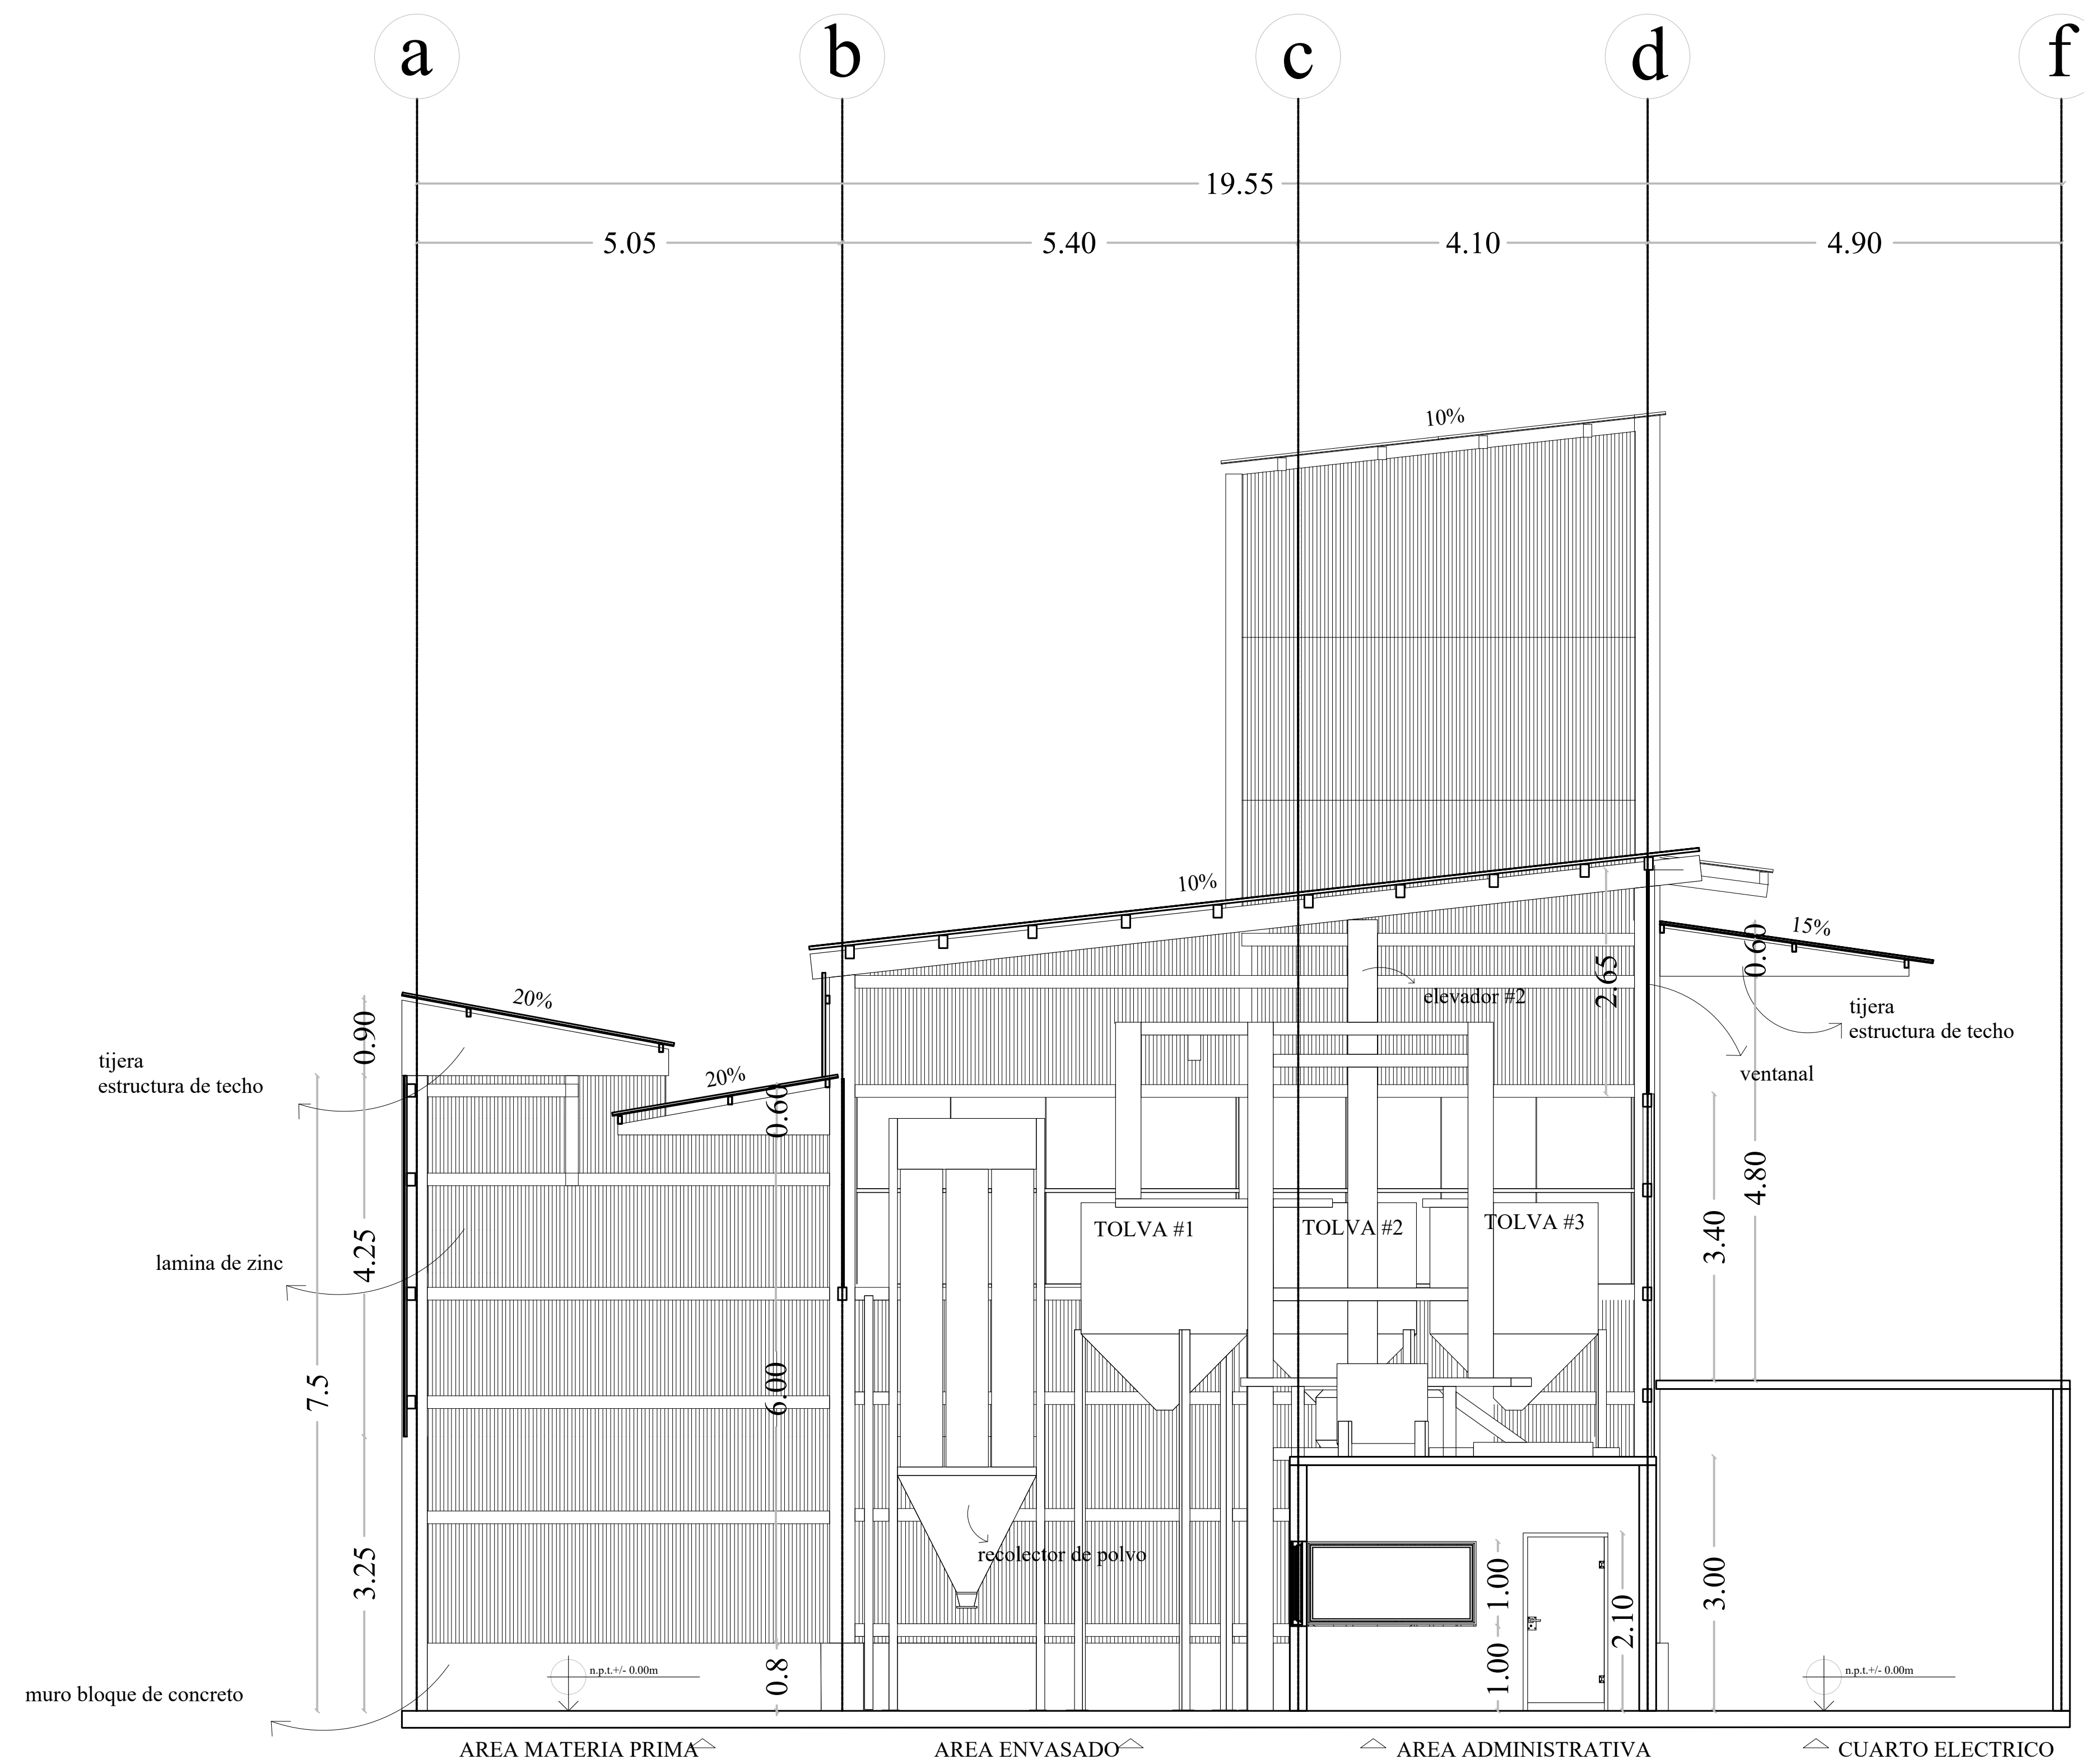 a
b
c
d
f
19.55
5.05
5.40
4.10
4.90
10%
10%
15%
0.60
20%
0.90
2.65
elevador #2
tijera
estructura de techo
ventanal
tijera
estructura de techo
20%
0.60
4.80
3.40
TOLVA #1
TOLVA #2
TOLVA #3
lamina de zinc
4.25
7.5
6.00
recolector de polvo
3.25
1.00
3.00
2.10
1.00
0.8
n.p.t.+/- 0.00m
n.p.t.+/- 0.00m
muro bloque de concreto
AREA MATERIA PRIMA
AREA ENVASADO
AREA ADMINISTRATIVA
CUARTO ELECTRICO